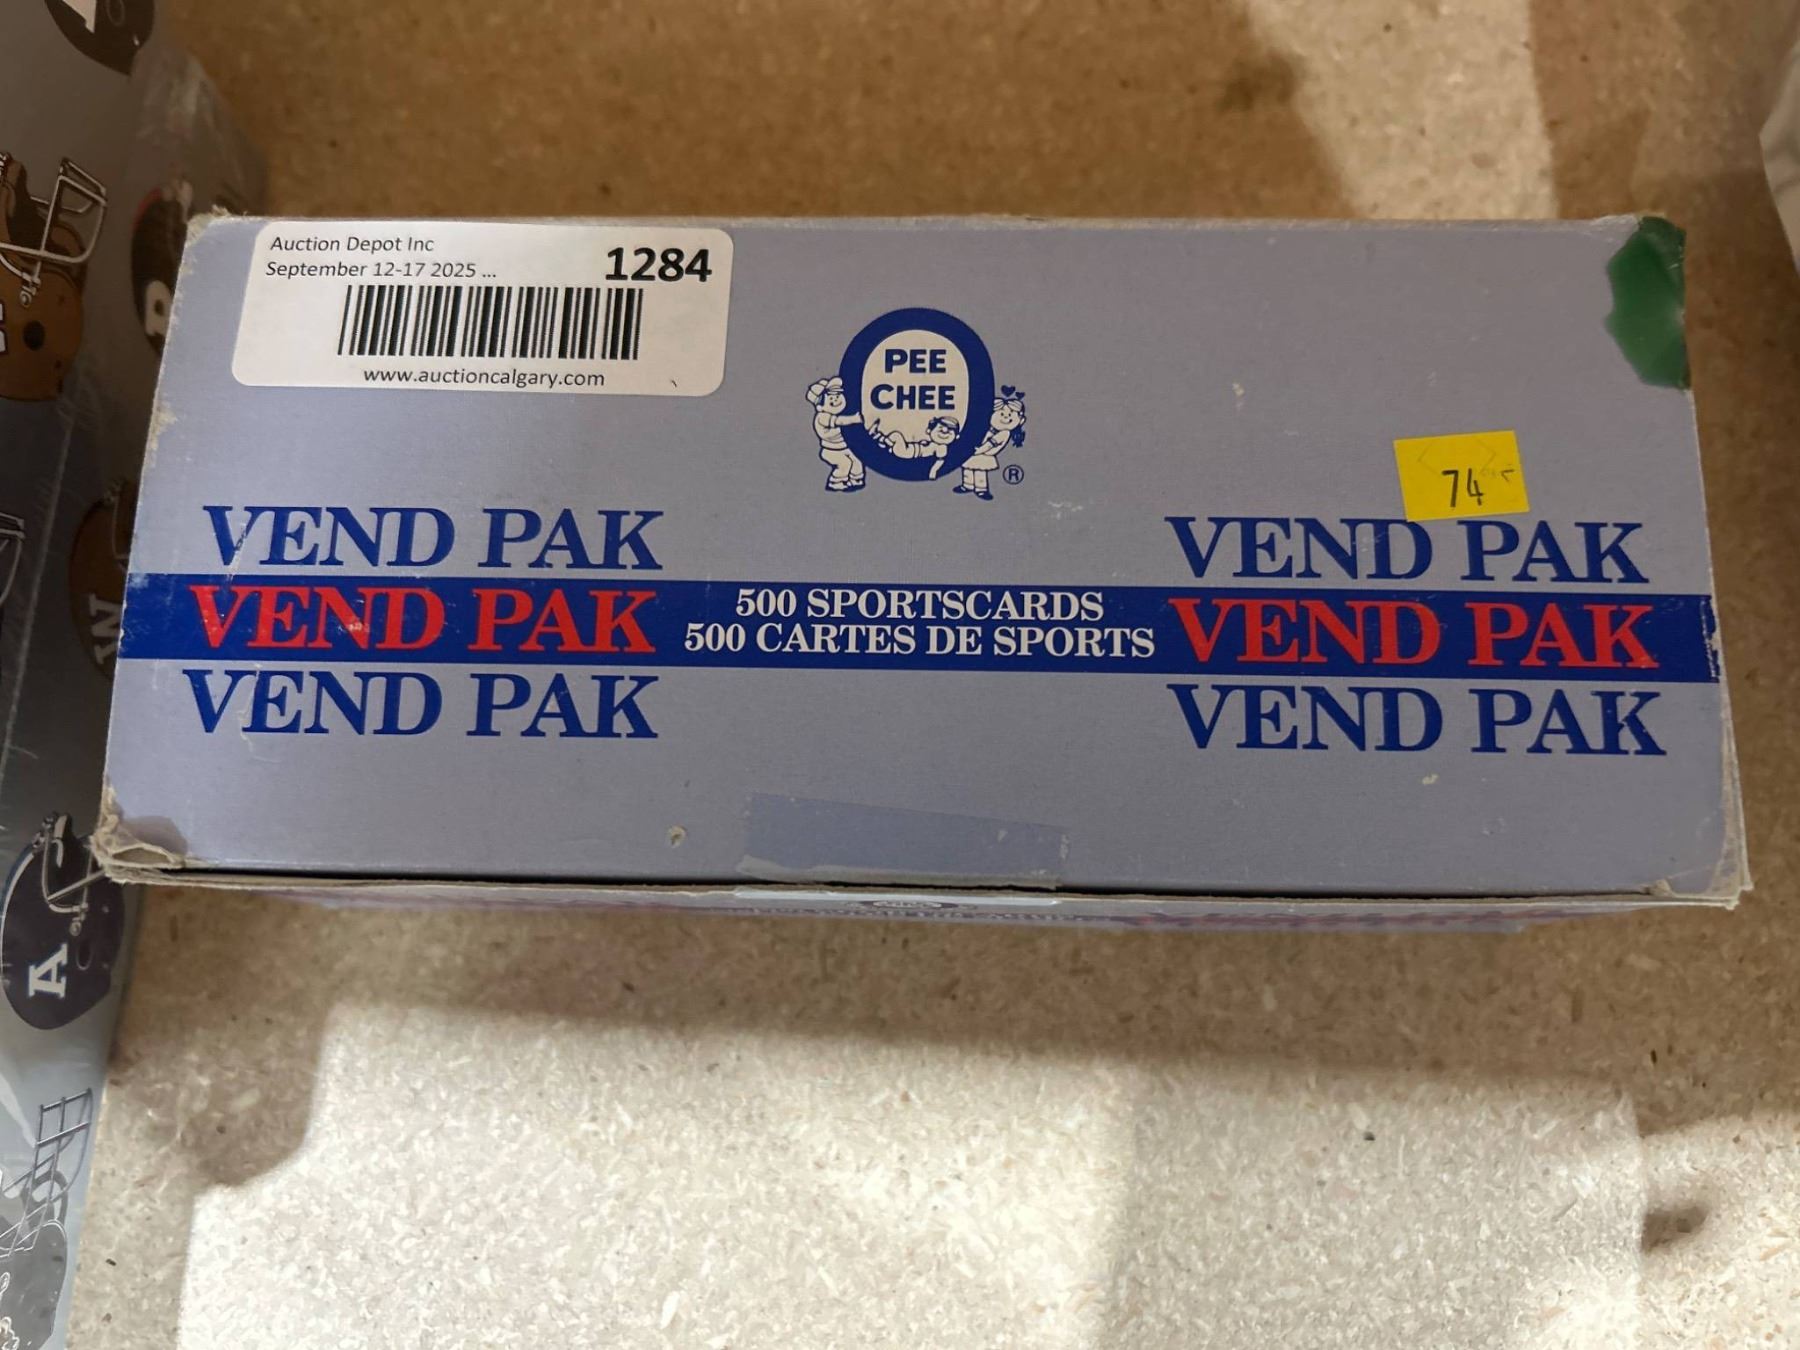 Auction Depot Inc
September 12-17 2025 ...
1284
www.auctioncalgary.com
PEE
CHEE
®
74
VEND PAK
VEND PAK
VEND PAK
500 SPORTSCARDS
500 CARTES DE SPORTS
VEND PAK
VEND PAK
VEND PAK
A